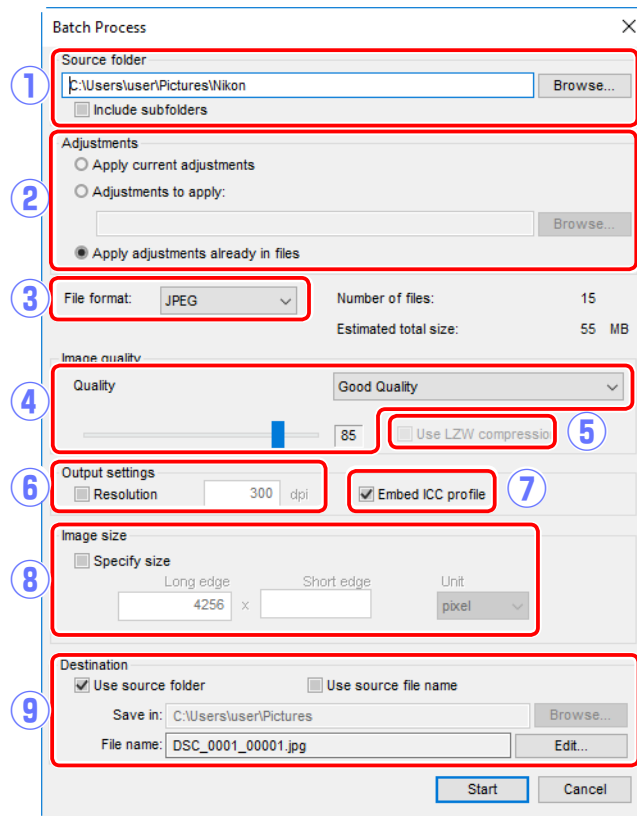 Batch Process
Source folder
①
C:\Users\user\Pictures\Nikon Browse...
Include subfolders
Adjustments
Apply current adjustments
②
Adjustments to apply:
Browse...
Apply adjustments already in files
③
File format: JPEG Number of files: 15
Estimated total size: 55 MB
Image quality
④
Quality Good Quality
85 Use LZW compressio ⑤
Output settings
⑥
Resolution 300 dpi Embed ICC profile ⑦
Image size
Specify size
⑧
Long edge Short edge Unit
4256 x pixel
Destination
Use source folder Use source file name
⑨
Save in: C:\Users\user\Pictures Browse...
File name: DSC_0001_00001.jpg Edit...
Start Cancel